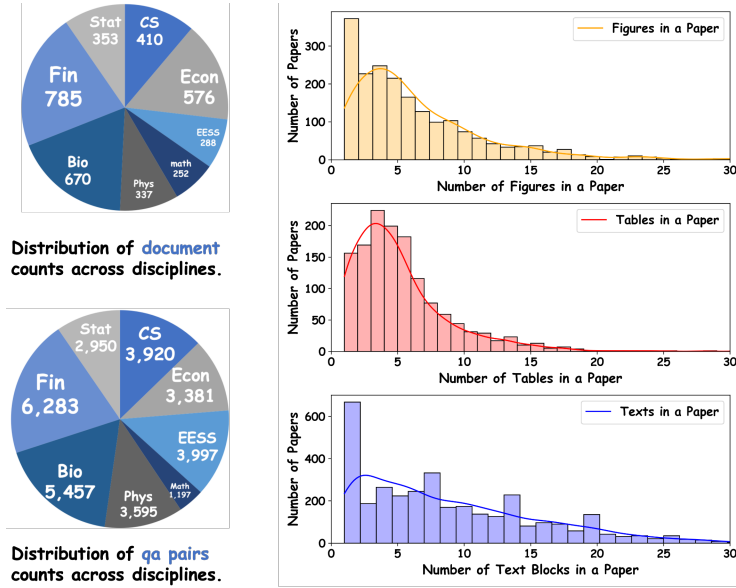 Stat
353
CS
410
Econ
576
EESS
288
math
252
Phys
337
Bio
670
Fin
785
Distribution of document
counts across disciplines.
Stat
2,950
CS
3,920
Econ
3,381
EESS
3,997
Math
1,197
Phys
3,595
Bio
5,457
Fin
6,283
Distribution of qa pairs
counts across disciplines.
Figures in a Paper
Number of Papers
300
200
100
0
0 5 10 15 20 25 30
Number of Figures in a Paper
Tables in a Paper
Number of Papers
200
150
100
50
0
0 5 10 15 20 25 30
Number of Tables in a Paper
Texts in a Paper
Number of Papers
600
400
200
0
0 5 10 15 20 25 30
Number of Text Blocks in a Paper